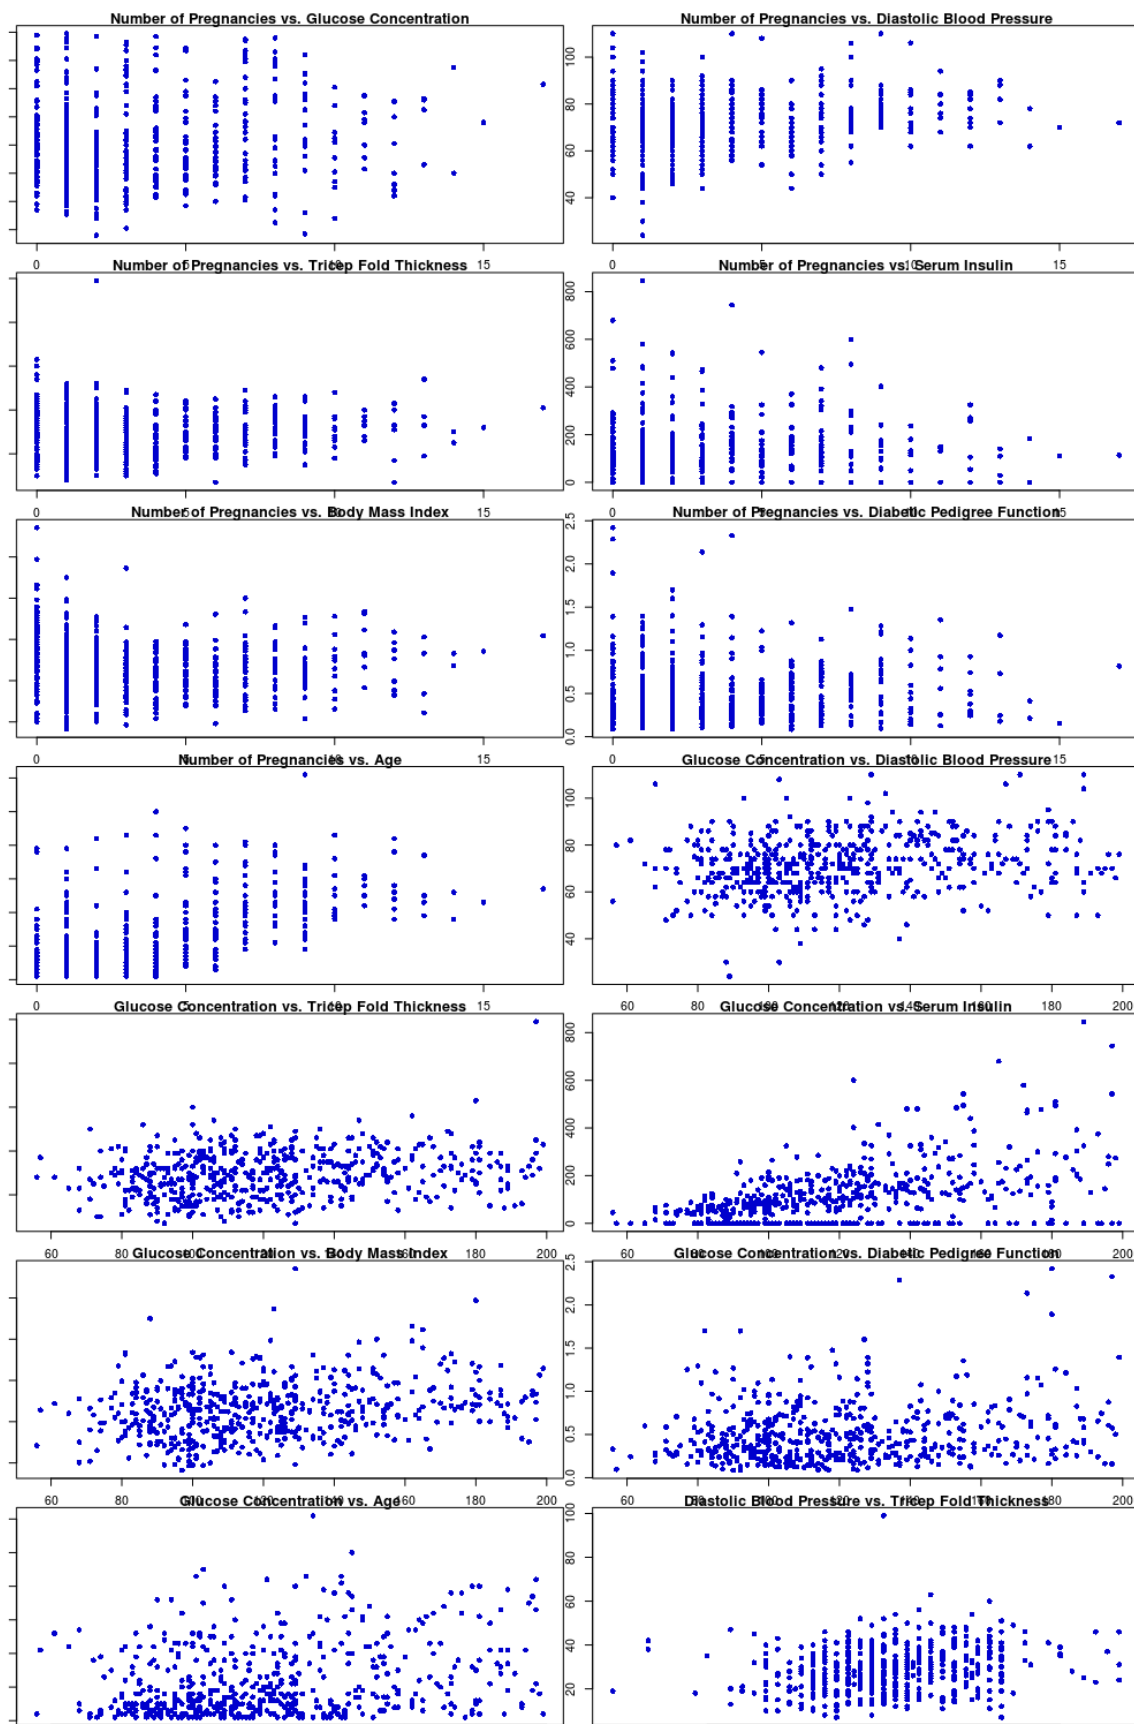 Number of Pregnancies vs. Glucose Concentration
0 5 10 15
Number of Pregnancies vs. Diastolic Blood Pressure
40 60 80 100
0 5 10 15
Number of Pregnancies vs. Tricep Fold Thickness
0 5 10 15
Number of Pregnancies vs. Serum Insulin
0 200 400 600 800
0 5 10 15
Number of Pregnancies vs. Body Mass Index
0 5 10 15
Number of Pregnancies vs. Diabetic Pedigree Function
0.0 0.5 1.0 1.5 2.0 2.5
0 5 10 15
Number of Pregnancies vs. Age
0 5 10 15
Glucose Concentration vs. Diastolic Blood Pressure
40 60 80 100
60 80 100 120 140 160 180 200
Glucose Concentration vs. Tricep Fold Thickness
60 80 100 120 140 160 180 200
Glucose Concentration vs. Serum Insulin
0 200 400 600 800
60 80 100 120 140 160 180 200
Glucose Concentration vs. Body Mass Index
60 80 100 120 140 160 180 200
Glucose Concentration vs. Diabetic Pedigree Function
0.0 0.5 1.0 1.5 2.0 2.5
60 80 100 120 140 160 180 200
Glucose Concentration vs. Age
Diastolic Blood Pressure vs. Tricep Fold Thickness
20 40 60 80 100